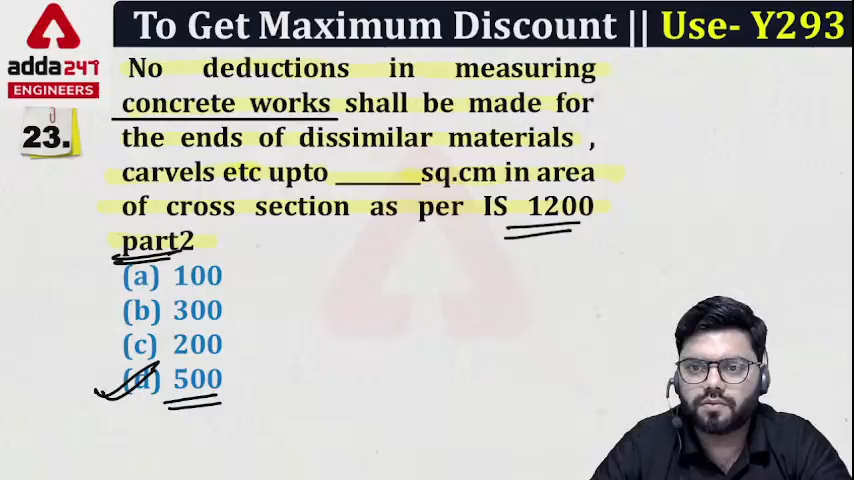 To Get Maximum Discount || Use- Y293
adda247
ENGINEERS
23.
No deductions in measuring
concrete works shall be made for
the ends of dissimilar materials ,
carvels etc upto ________sq.cm in area
of cross section as per IS 1200
part2
(a) 100
(b) 300
(c) 200
(d) 500